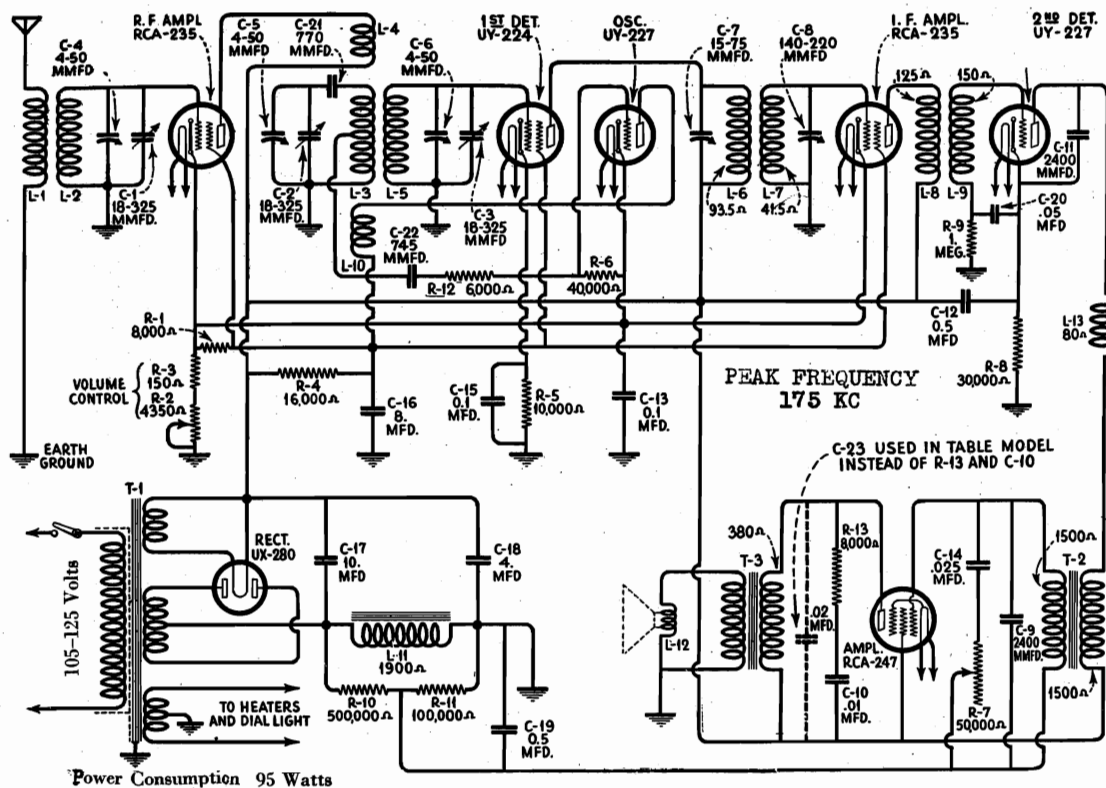 R.F. AMPL.
RCA-235
C-4
4-50
MMFD
C-5
4-50
MMFD.
C-21
770
MMFD.
L-4
C-6
4-50
MMFD.
1ST DET.
UY-224
OSC.
UY-227
C-7
15-75
MMFD.
C-8
140-220
MMFD
I.F. AMPL.
RCA-235
2ND DET.
UY-227
125Ω
150Ω
L-1
L-2
C-1
18-325
MMFD.
C-2
18-325
MMFD.
L-3
L-5
C-3
18-325
MMFD.
L-6
93.5Ω
L-7
41.5Ω
L-8
L-9
C-11
2400
MMFD.
C-20
.05
MFD
R-9
1.
MEG.
L-10
C-22
745
MMFD.
R-12
6,000Ω
R-6
40,000Ω
C-12
0.5
MFD
L-13
80Ω
R-1
8,000Ω
R-3
150Ω
R-2
4350Ω
VOLUME
CONTROL
R-4
16,000Ω
C-16
8.
MFD.
C-15
0.1
MFD.
R-5
10,000Ω
C-13
0.1
MFD.
PEAK FREQUENCY
175 KC
R-8
30,000Ω
EARTH
GROUND
C-23 USED IN TABLE MODEL
INSTEAD OF R-13 AND C-10
T-1
105-125 Volts
RECT.
UX-280
C-17
10.
MFD
C-18
4.
MFD
L-11
1900Ω
R-10
500,000Ω
R-11
100,000Ω
C-19
0.5
MFD.
TO HEATERS
AND DIAL LIGHT
L-12
T-3
380Ω
.02
MFD.
R-13
8,000Ω
C-10
.01
MFD.
AMPL.
RCA-247
C-14
.025
MFD.
R-7
50,000Ω
C-9
2400
MMFD.
1500Ω
T-2
1500Ω
Power Consumption 95 Watts